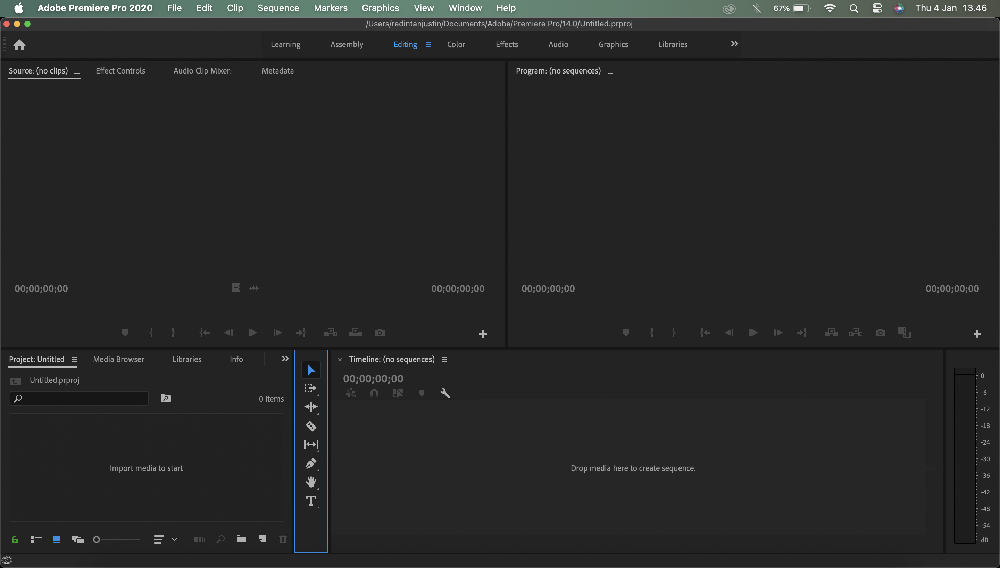 Adobe Premiere Pro 2020 File Edit Clip Sequence Markers Graphics View Window Help 67% Thu 4 Jan 13.46
/Users/redintanjustin/Documents/Adobe/Premiere Pro/14.0/Untitled.prproj
Learning Assembly Editing Color Effects Audio Graphics Libraries
Source: (no clips) Effect Controls Audio Clip Mixer: Metadata
Program: (no sequences)
00;00;00;00 00;00;00;00
00;00;00;00 00;00;00;00
Project: Untitled Media Browser Libraries Info
Untitled.prproj
0 Items
Import media to start
Timeline: (no sequences)
00;00;00;00
Drop media here to create sequence.
0
-6
-12
-18
-24
-30
-36
-42
-48
-54
dB